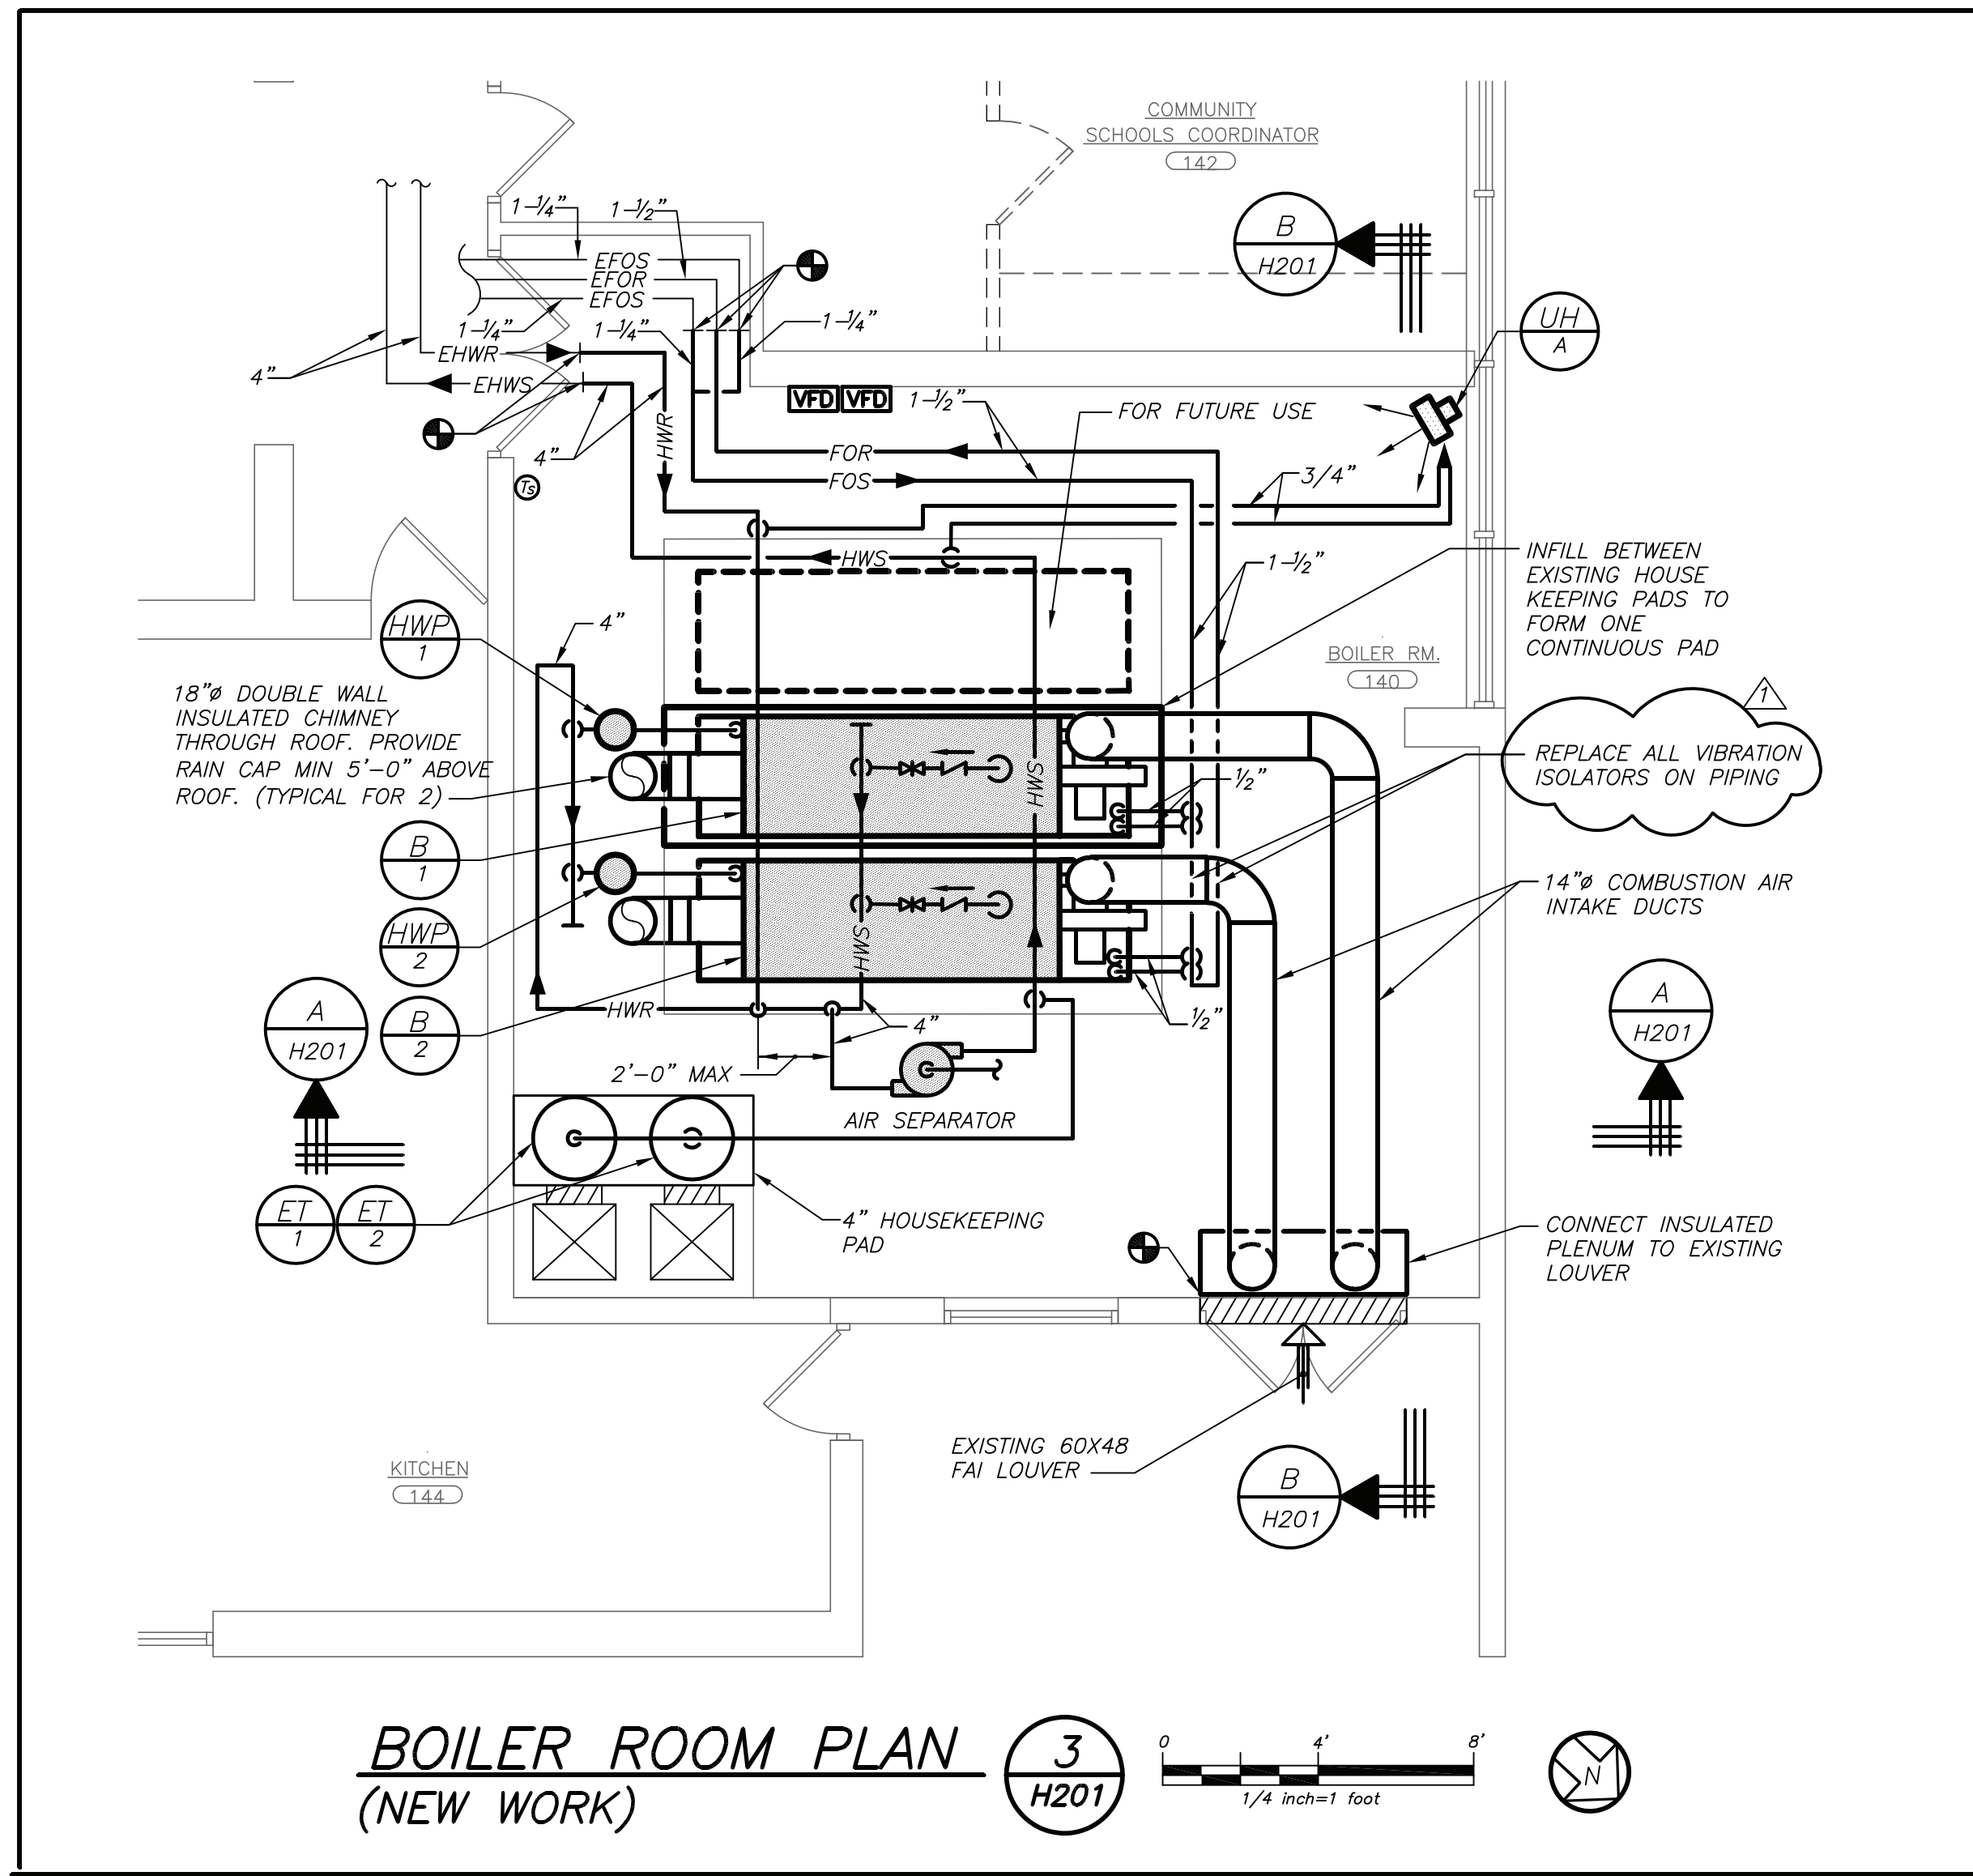 COMMUNITY
SCHOOLS COORDINATOR
142
1-1/4"
1-1/2"
B
H201
EFOS
EFOR
EFOS
UH
A
1-1/4"
1-1/4"
1-1/4"
EHWR
4"
EHWS
VFD
VFD
1-1/2"
FOR FUTURE USE
HWR
4"
FOR
Ts
FOS
3/4"
HWS
1-1/2"
INFILL BETWEEN
EXISTING HOUSE
KEEPING PADS TO
FORM ONE
CONTINUOUS PAD
HWP
1
4"
BOILER RM.
140
18"ø DOUBLE WALL
INSULATED CHIMNEY
THROUGH ROOF. PROVIDE
RAIN CAP MIN 5'-0" ABOVE
ROOF. (TYPICAL FOR 2)
1
REPLACE ALL VIBRATION
ISOLATORS ON PIPING
HWS
1/2"
B
1
14"ø COMBUSTION AIR
INTAKE DUCTS
HWP
2
HWS
A
H201
B
2
HWR
4"
1/2"
A
H201
2'-0" MAX
AIR SEPARATOR
ET
1
ET
2
4" HOUSEKEEPING
PAD
CONNECT INSULATED
PLENUM TO EXISTING
LOUVER
EXISTING 60X48
FAI LOUVER
KITCHEN
144
B
H201
BOILER ROOM PLAN
(NEW WORK)
3
H201
0 4' 8'
1/4 inch=1 foot
N